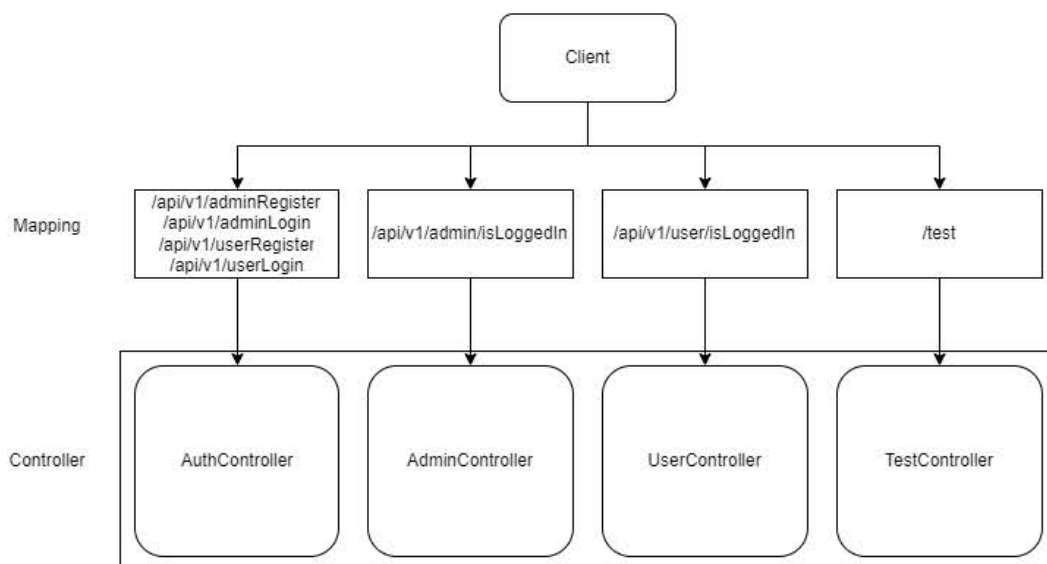 Client
Mapping
/api/v1/adminRegister
/api/v1/adminLogin
/api/v1/userRegister
/api/v1/userLogin
/api/v1/admin/isLoggedIn
/api/v1/user/isLoggedIn
/test
Controller
AuthController
AdminController
UserController
TestController